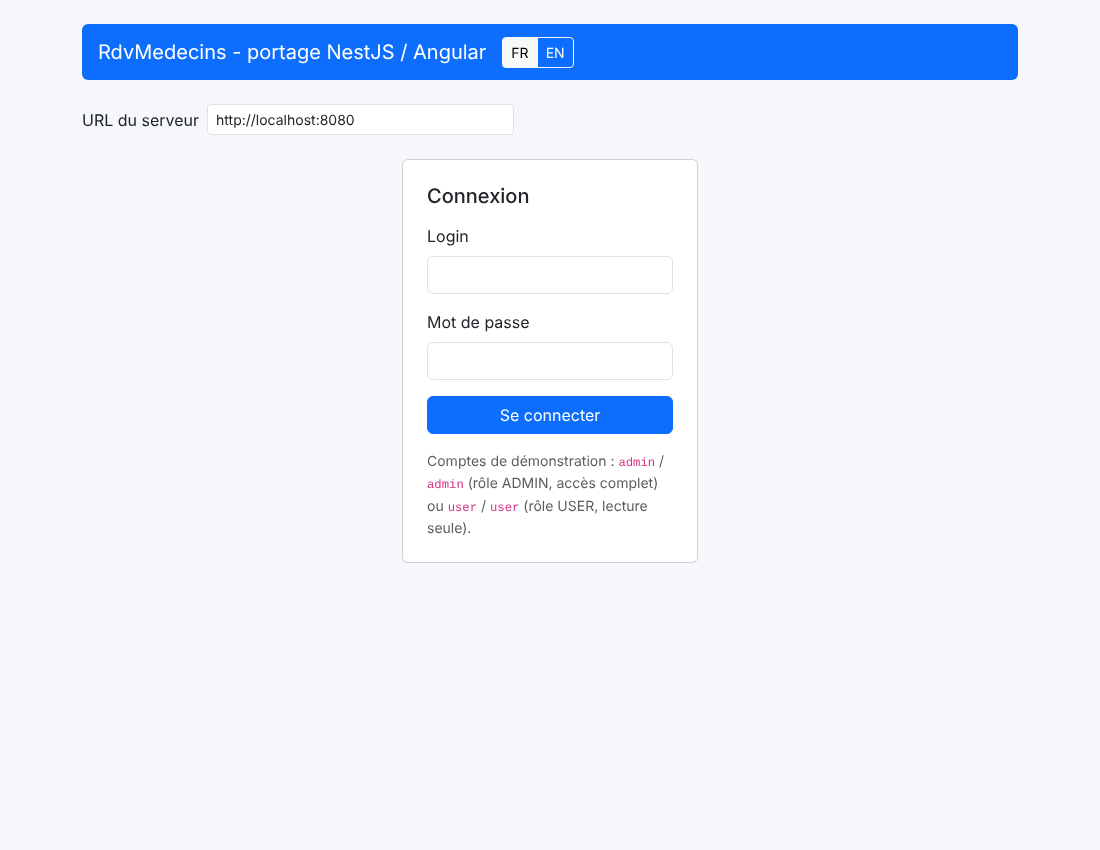 RdvMedecins - portage NestJS / Angular FR EN
URL du serveur http://localhost:8080
Connexion
Login
Mot de passe
Se connecter
Comptes de démonstration : admin /
admin (rôle ADMIN, accès complet)
ou user / user (rôle USER, lecture
seule).